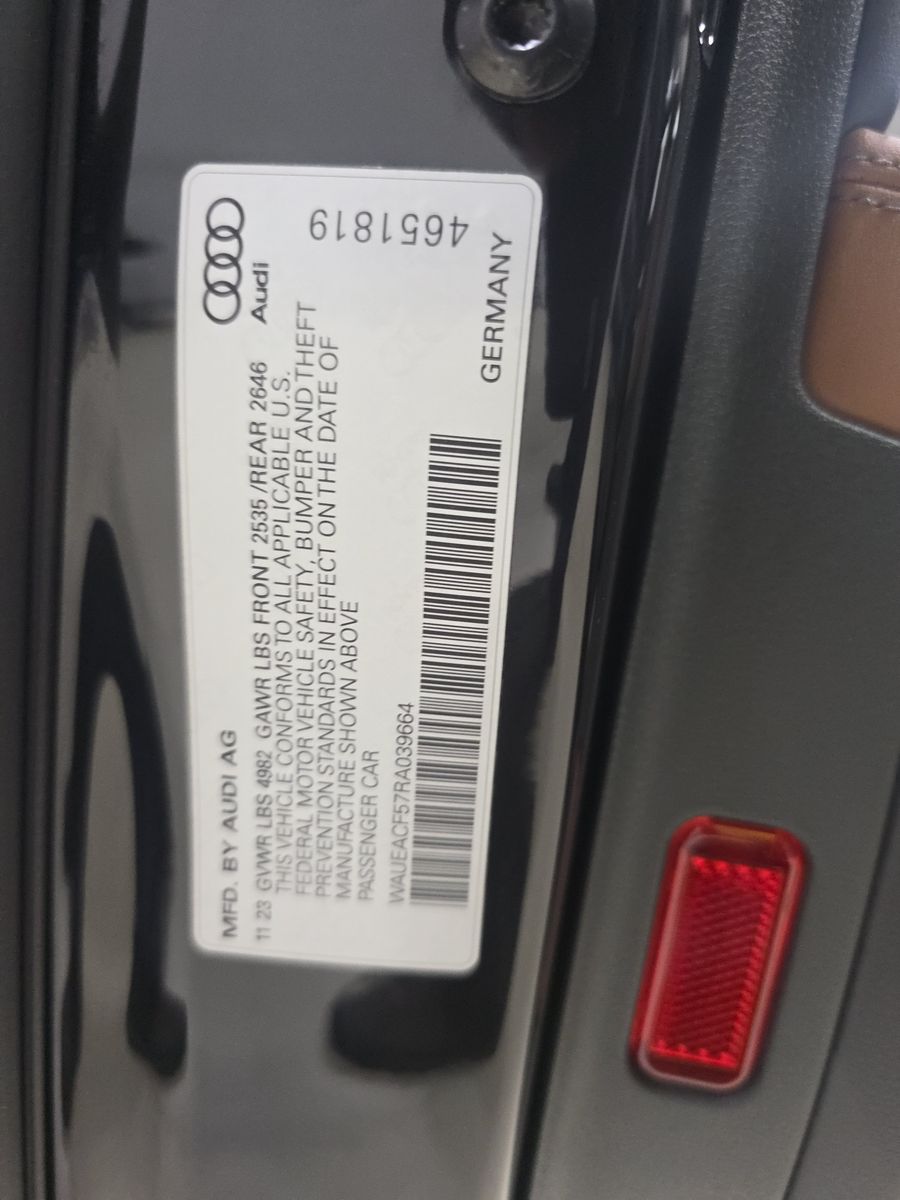 MFD. BY AUDI AG
Audi
11 23 GVWR LBS 4982 GAWR LBS FRONT 2535 /REAR 2646
THIS VEHICLE CONFORMS TO ALL APPLICABLE U.S.
FEDERAL MOTOR VEHICLE SAFETY, BUMPER AND THEFT
PREVENTION STANDARDS IN EFFECT ON THE DATE OF
MANUFACTURE SHOWN ABOVE
PASSENGER CAR
WAUEACF57RA039664
GERMANY
4651819